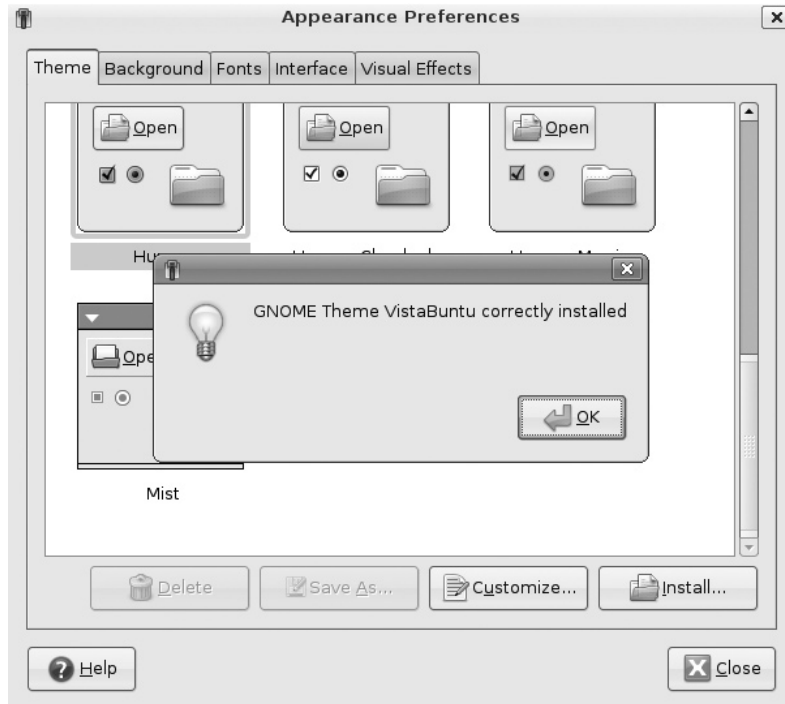 Appearance Preferences
Theme Background Fonts Interface Visual Effects
Open Open Open
GNOME Theme VistaBuntu correctly installed
OK
Mist
Delete Save As... Customize... Install...
Help Close